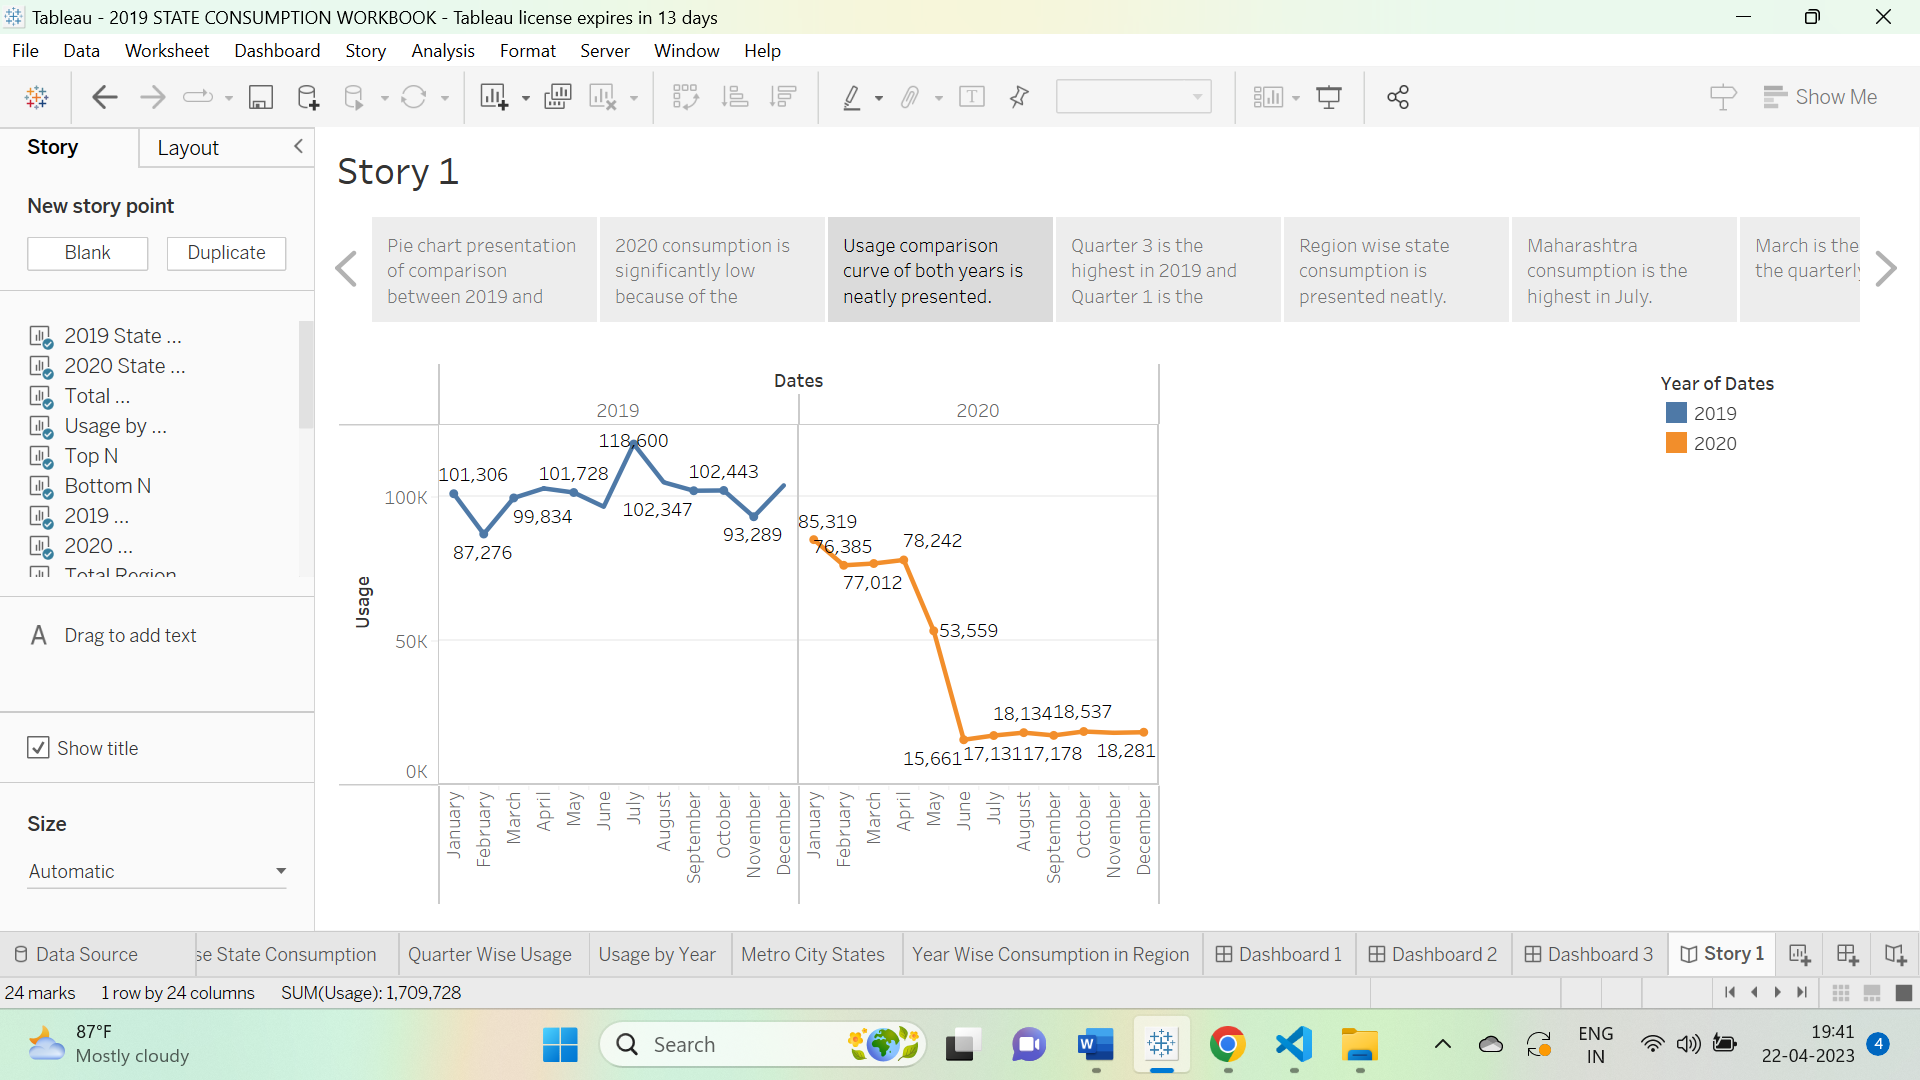 Tableau - 2019 STATE CONSUMPTION WORKBOOK - Tableau license expires in 13 days
File Data Worksheet Dashboard Story Analysis Format Server Window Help
Show Me
Story Layout
New story point
Blank Duplicate
2019 State ...
2020 State ...
Total ...
Usage by ...
Top N
Bottom N
2019 ...
2020 ...
Total Region
A Drag to add text
Show title
Size
Automatic
Story 1
Pie chart presentation
of comparison
between 2019 and
2020 consumption is
significantly low
because of the
Usage comparison
curve of both years is
neatly presented.
Quarter 3 is the
highest in 2019 and
Quarter 1 is the
Region wise state
consumption is
presented neatly.
Maharashtra
consumption is the
highest in July.
March is the
the quarterly
Dates
2019 2020
Usage
100K
50K
0K
101,306
87,276
99,834
101,728
118,600
102,347
102,443
93,289
85,319
76,385
77,012
78,242
53,559
15,661
17,131
18,134
17,178
18,537
18,281
January February March April May June July August September October November December
January February March April May June July August September October November December
Year of Dates
2019
2020
Data Source se State Consumption Quarter Wise Usage Usage by Year Metro City States Year Wise Consumption in Region Dashboard 1 Dashboard 2 Dashboard 3 Story 1
24 marks 1 row by 24 columns SUM(Usage): 1,709,728
87°F
Mostly cloudy
Search
ENG
IN
19:41
22-04-2023
4